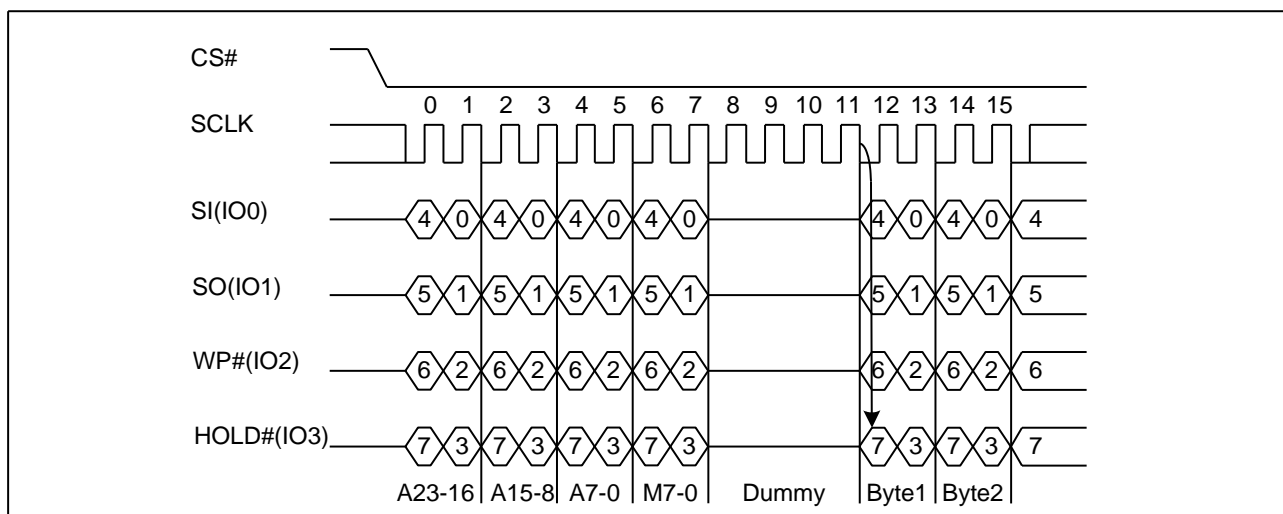 CS#
0 1 2 3 4 5 6 7 8 9 10 11 12 13 14 15
SCLK
SI(IO0) 4 0 4 0 4 0 4 0 4 0 4 0 4
SO(IO1) 5 1 5 1 5 1 5 1 5 1 5 1 5
WP#(IO2) 6 2 6 2 6 2 6 2 6 2 6 2 6
HOLD#(IO3) 7 3 7 3 7 3 7 3 7 3 7 3 7
A23-16 A15-8 A7-0 M7-0 Dummy Byte1 Byte2